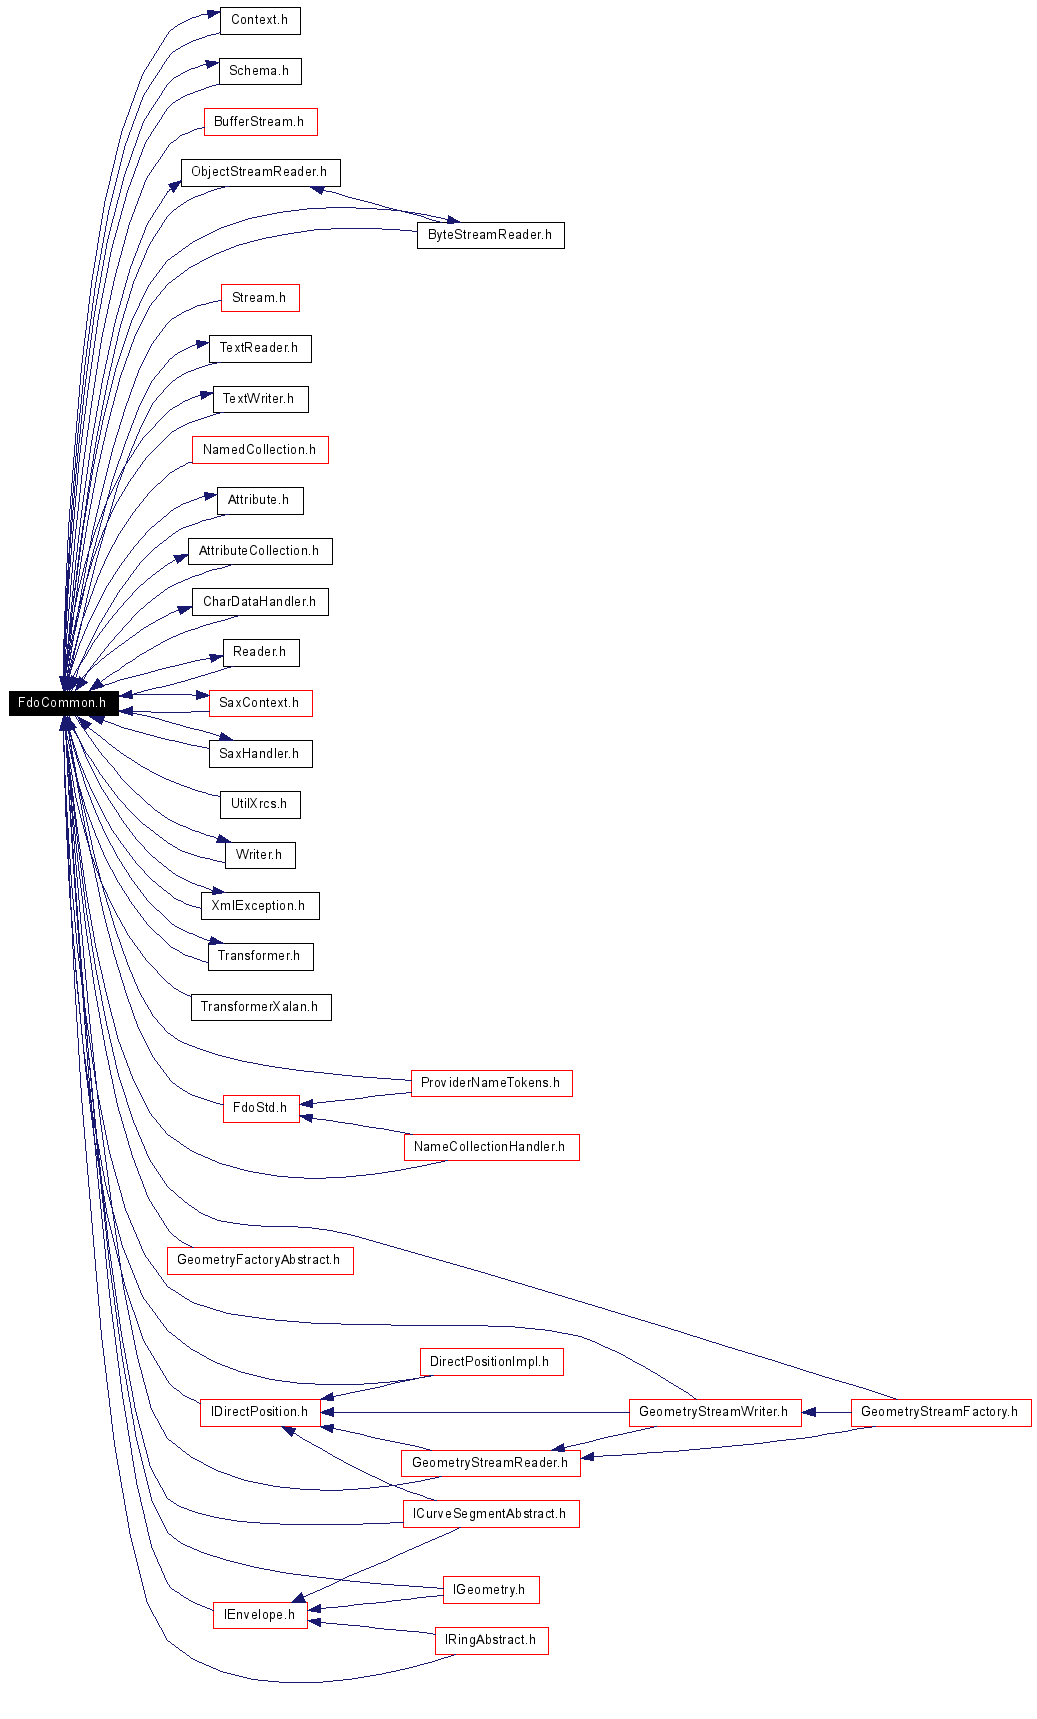 Context.h
Schema.h
BufferStream.h
ObjectStreamReader.h
ByteStreamReader.h
Stream.h
TextReader.h
TextWriter.h
NamedCollection.h
Attribute.h
AttributeCollection.h
CharDataHandler.h
Reader.h
FdoCommon.h
SaxContext.h
SaxHandler.h
UtilXrcs.h
Writer.h
XmlException.h
Transformer.h
TransformerXalan.h
ProviderNameTokens.h
FdoStd.h
NameCollectionHandler.h
GeometryFactoryAbstract.h
DirectPositionImpl.h
IDirectPosition.h
GeometryStreamWriter.h
GeometryStreamFactory.h
GeometryStreamReader.h
ICurveSegmentAbstract.h
IGeometry.h
IEnvelope.h
IRingAbstract.h